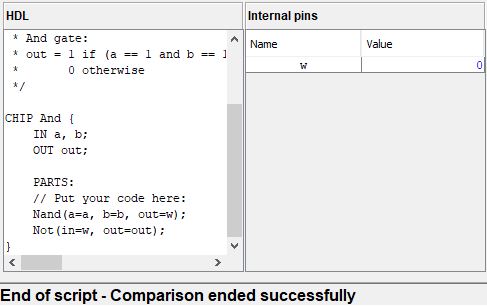 HDL
* And gate:
* out = 1 if (a == 1 and b == 1
*       0 otherwise
*/
CHIP And {
IN a, b;
OUT out;
PARTS:
// Put your code here:
Nand(a=a, b=b, out=w);
Not(in=w, out=out);
}
Internal pins
Name Value
w 0
End of script - Comparison ended successfully